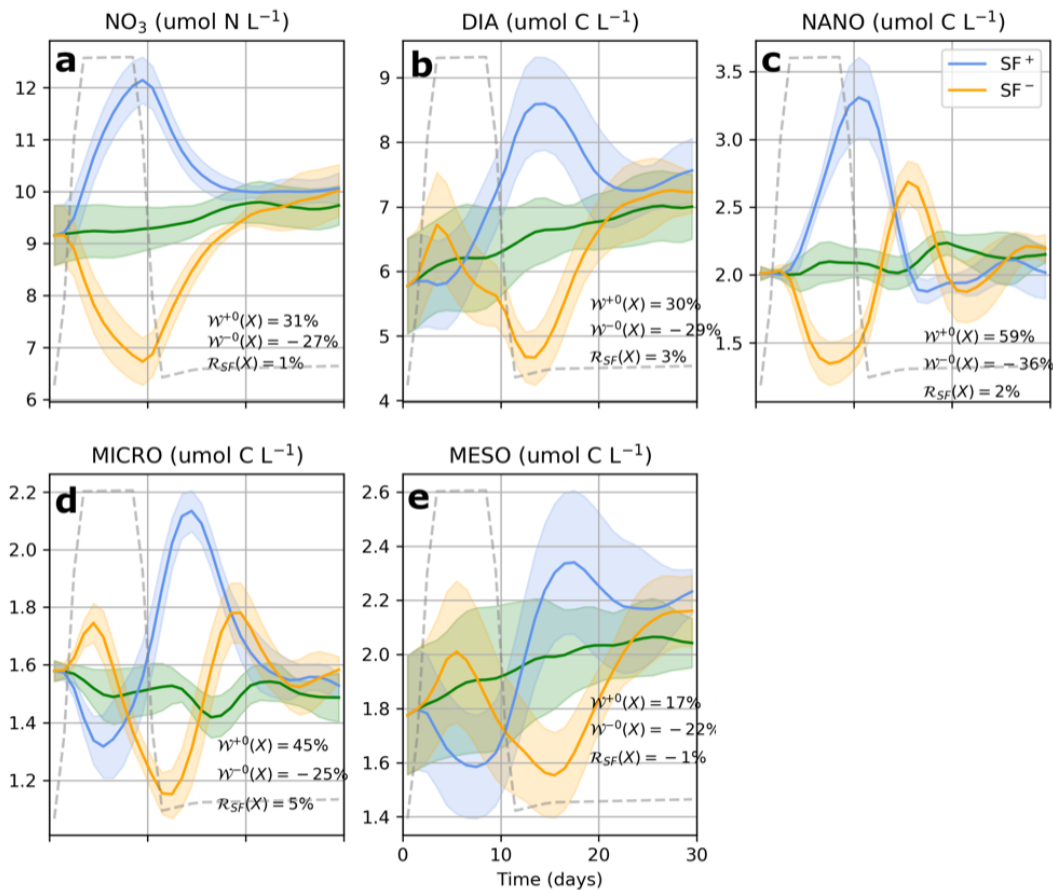 NO₃ (umol N L⁻¹)
a
12
11
10
9
8
7
6
𝒲⁺⁰(X) = 31%
𝒲⁻⁰(X) = −27%
ℛ_SF(X) = 1%
DIA (umol C L⁻¹)
b
9
8
7
6
5
4
𝒲⁺⁰(X) = 30%
𝒲⁻⁰(X) = −29%
ℛ_SF(X) = 3%
NANO (umol C L⁻¹)
c
SF⁺
SF⁻
3.5
3.0
2.5
2.0
1.5
𝒲⁺⁰(X) = 59%
𝒲⁻⁰(X) = −36%
ℛ_SF(X) = 2%
MICRO (umol C L⁻¹)
d
2.2
2.0
1.8
1.6
1.4
1.2
𝒲⁺⁰(X) = 45%
𝒲⁻⁰(X) = −25%
ℛ_SF(X) = 5%
MESO (umol C L⁻¹)
e
2.6
2.4
2.2
2.0
1.8
1.6
1.4
𝒲⁺⁰(X) = 17%
𝒲⁻⁰(X) = −22%
ℛ_SF(X) = −1%
0 10 20 30
Time (days)